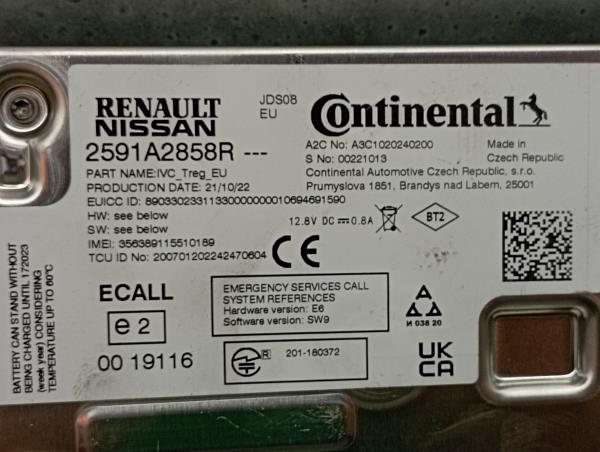 RENAULT
NISSAN
JDS08
EU
Continental
2591A2858R ---
A2C No: A3C1020240200
S No: 00221013
Made in
Czech Republic
PART NAME:IVC_Treg_EU
PRODUCTION DATE: 21/10/22
Continental Automotive Czech Republic, s.r.o.
Prumyslova 1851, Brandys nad Labem, 25001
EUICC ID: 89033023311330000000010694691590
HW: see below
SW: see below
12.8V DC 0.8A
BT2
IMEI: 356389115510189
TCU ID No: 200701202242470604
CE
ECALL
e 2
00 19116
EMERGENCY SERVICES CALL
SYSTEM REFERENCES
Hardware version: E6
Software version: SW9
R
201-180372
И 038 20
UK
CA
BATTERY CAN STAND WITHOUT
BEING CHARGED UNTIL 172023
(week year) CONSIDERING
TEMPERATURE UP TO 60°C